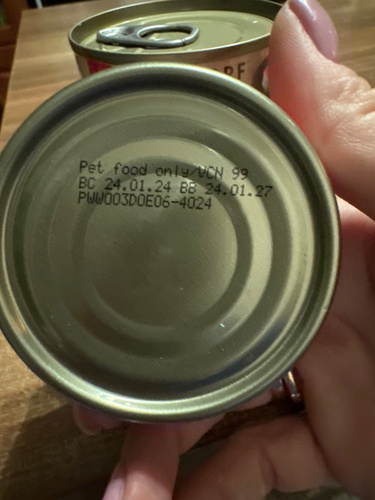 Pet food only/VCN 99
BC 24.01.24 BB 24.01.27
PWW003D0E06-4024